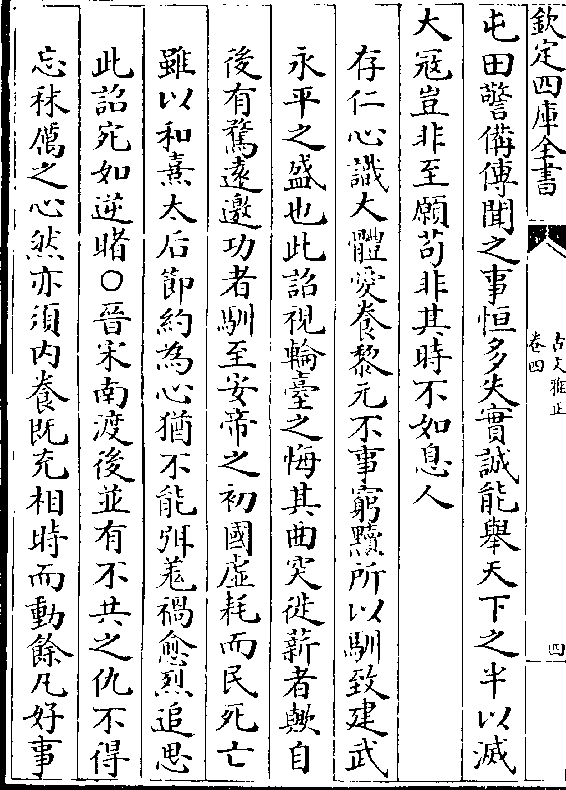 欽定四庫全書
古文雅正
卷四
四
屯田警備傳聞之事恒多失實誠能舉天下之半以滅
大寇豈非至願苟非其時不如息人
存仁心識大體愛養黎元不事窮黷所以馴致建武
永平之盛也此詔視輪臺之悔其曲突徙薪者歟自
後有騖遠邀功者馴至安帝之初國虛耗而民死亡
雖以和熹太后節約為心猶不能弭羗禍愈烈追思
此詔宛如逆睹○晉宋南渡後並有不共之仇不得
忘秣厲之心然亦須内養既充相時而動餘凡好事